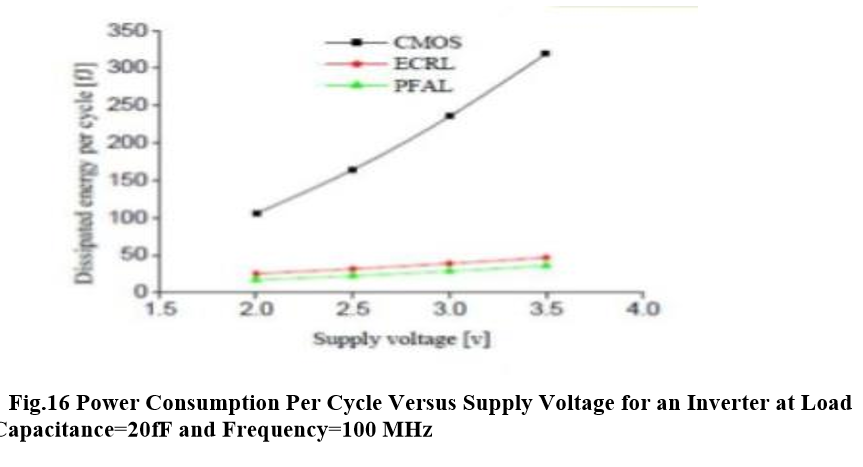 350
300
250
200
150
100
50
0
Dissipated energy per cycle [fJ]
CMOS
ECRL
PFAL
1.5 2.0 2.5 3.0 3.5 4.0
Supply voltage [v]
Fig.16 Power Consumption Per Cycle Versus Supply Voltage for an Inverter at Load
Capacitance=20fF and Frequency=100 MHz